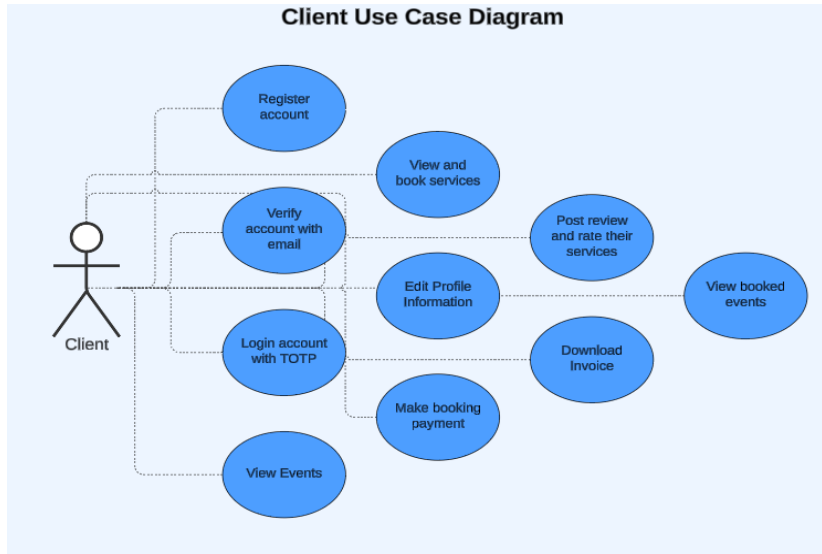 Client Use Case Diagram
Register
account
View and
book services
Verify
account with
email
Post review
and rate their
services
Edit Profile
Information
View booked
events
Client
Login account
with TOTP
Download
Invoice
Make booking
payment
View Events